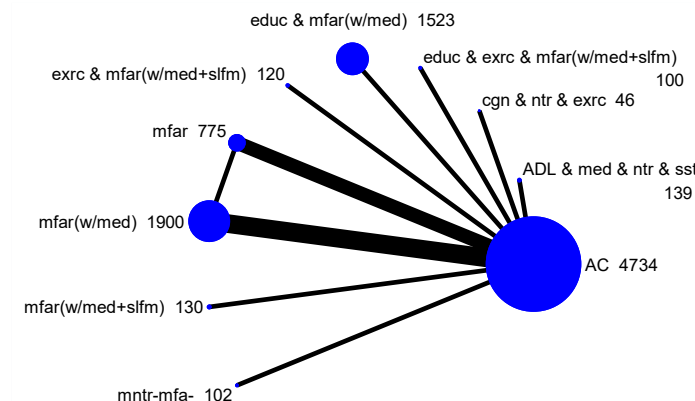 educ & mfar(w/med) 1523
educ & exrc & mfar(w/med+slfm)
100
exrc & mfar(w/med+slfm) 120
cgn & ntr & exrc 46
mfar 775
ADL & med & ntr & sst
139
mfar(w/med) 1900
AC 4734
mfar(w/med+slfm) 130
mntr-mfa- 102